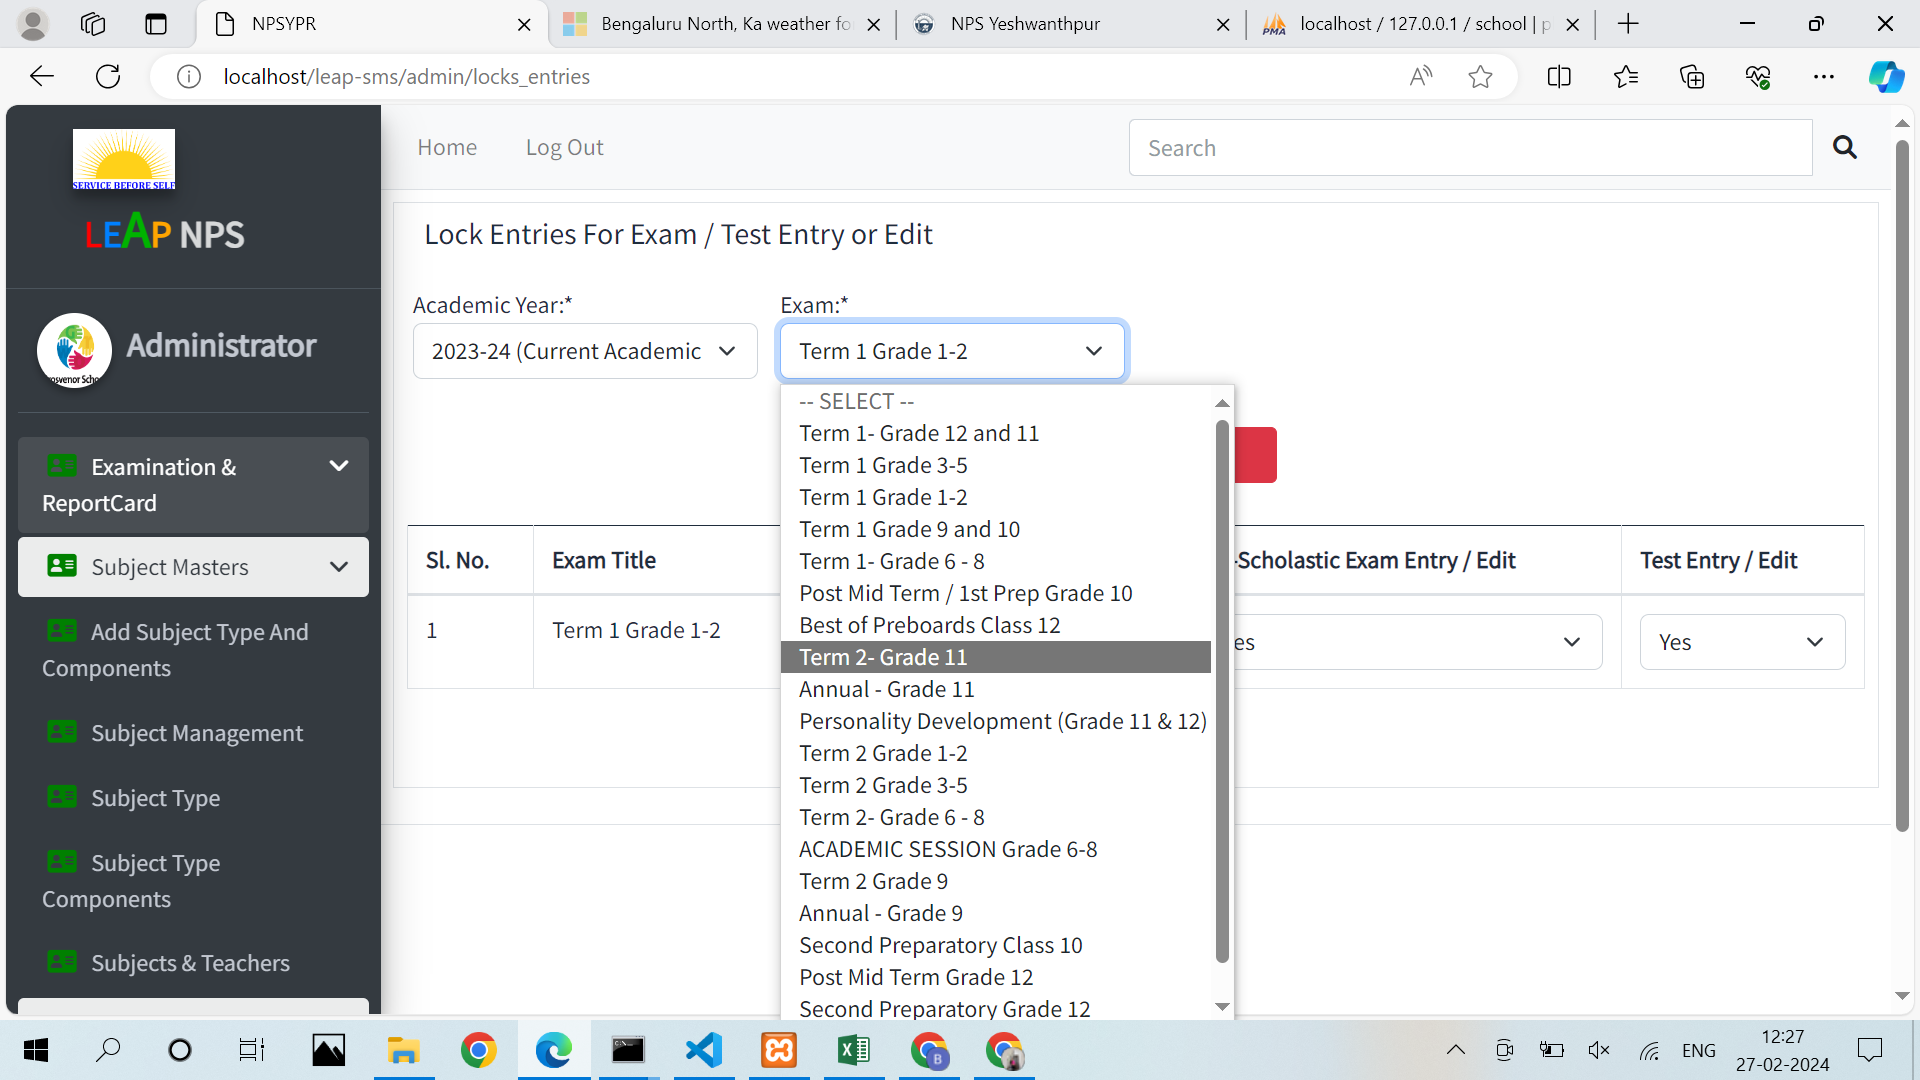 NPSYPR
Bengaluru North, Ka weather fo
NPS Yeshwanthpur
localhost / 127.0.0.1 / school | p
localhost/leap-sms/admin/locks_entries
SERVICE BEFORE SELF
LEAP NPS
Home
Log Out
Search
Lock Entries For Exam / Test Entry or Edit
Administrator
Academic Year:*
Exam:*
2023-24 (Current Academic
Term 1 Grade 1-2
-- SELECT --
Term 1- Grade 12 and 11
Term 1 Grade 3-5
Term 1 Grade 1-2
Term 1 Grade 9 and 10
Term 1- Grade 6 - 8
Post Mid Term / 1st Prep Grade 10
Best of Preboards Class 12
Term 2- Grade 11
Annual - Grade 11
Personality Development (Grade 11 & 12)
Term 2 Grade 1-2
Term 2 Grade 3-5
Term 2- Grade 6 - 8
ACADEMIC SESSION Grade 6-8
Term 2 Grade 9
Annual - Grade 9
Second Preparatory Class 10
Post Mid Term Grade 12
Second Preparatory Grade 12
Sl. No.
Exam Title
-Scholastic Exam Entry / Edit
Test Entry / Edit
1
Term 1 Grade 1-2
es
Yes
Examination &
ReportCard
Subject Masters
Add Subject Type And
Components
Subject Management
Subject Type
Subject Type
Components
Subjects & Teachers
ENG
12:27
27-02-2024